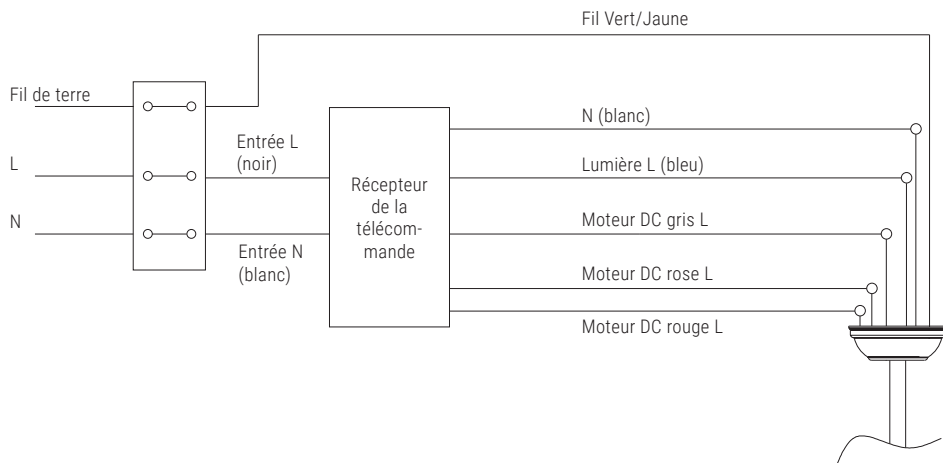 Fil Vert/Jaune
Fil de terre
L
N
Entrée L
(noir)
Entrée N
(blanc)
Récepteur
de la
télécom-
mande
N (blanc)
Lumière L (bleu)
Moteur DC gris L
Moteur DC rose L
Moteur DC rouge L